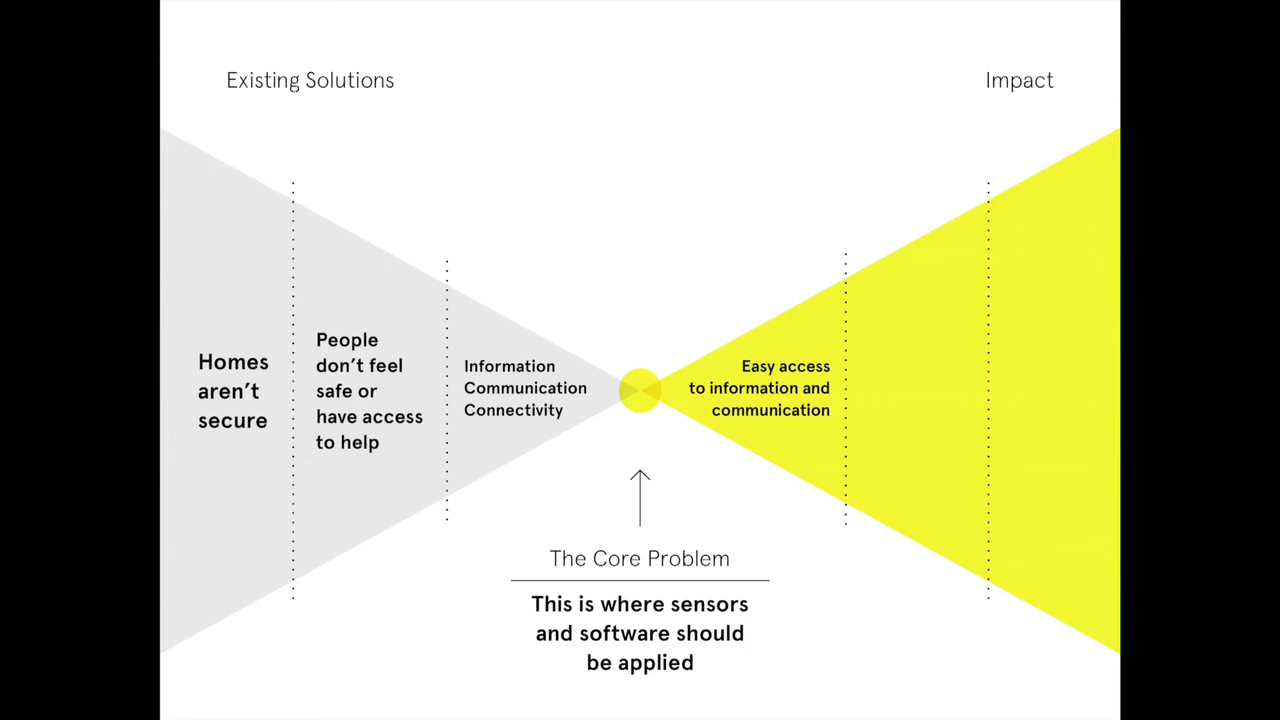 Existing Solutions
Impact
Homes
aren’t
secure
People
don’t feel
safe or
have access
to help
Information
Communication
Connectivity
Easy access
to information and
communication
The Core Problem
This is where sensors
and software should
be applied